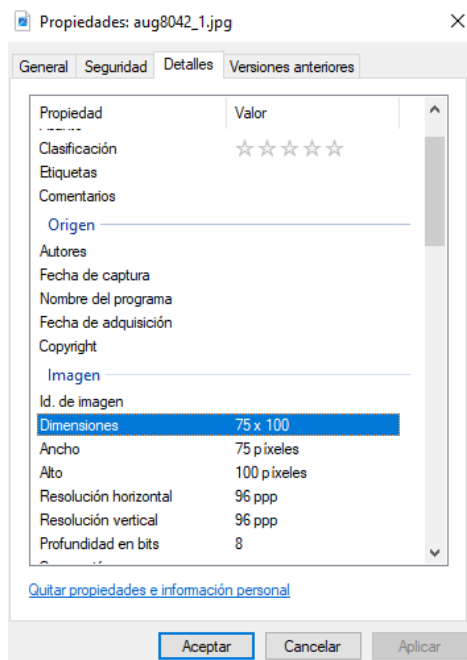 Propiedades: aug8042_1.jpg
General Seguridad Detalles Versiones anteriores
Propiedad Valor
Clasificación
Etiquetas
Comentarios
Origen
Autores
Fecha de captura
Nombre del programa
Fecha de adquisición
Copyright
Imagen
Id. de imagen
Dimensiones 75 x 100
Ancho 75 píxeles
Alto 100 píxeles
Resolución horizontal 96 ppp
Resolución vertical 96 ppp
Profundidad en bits 8
Quitar propiedades e información personal
Aceptar Cancelar Aplicar